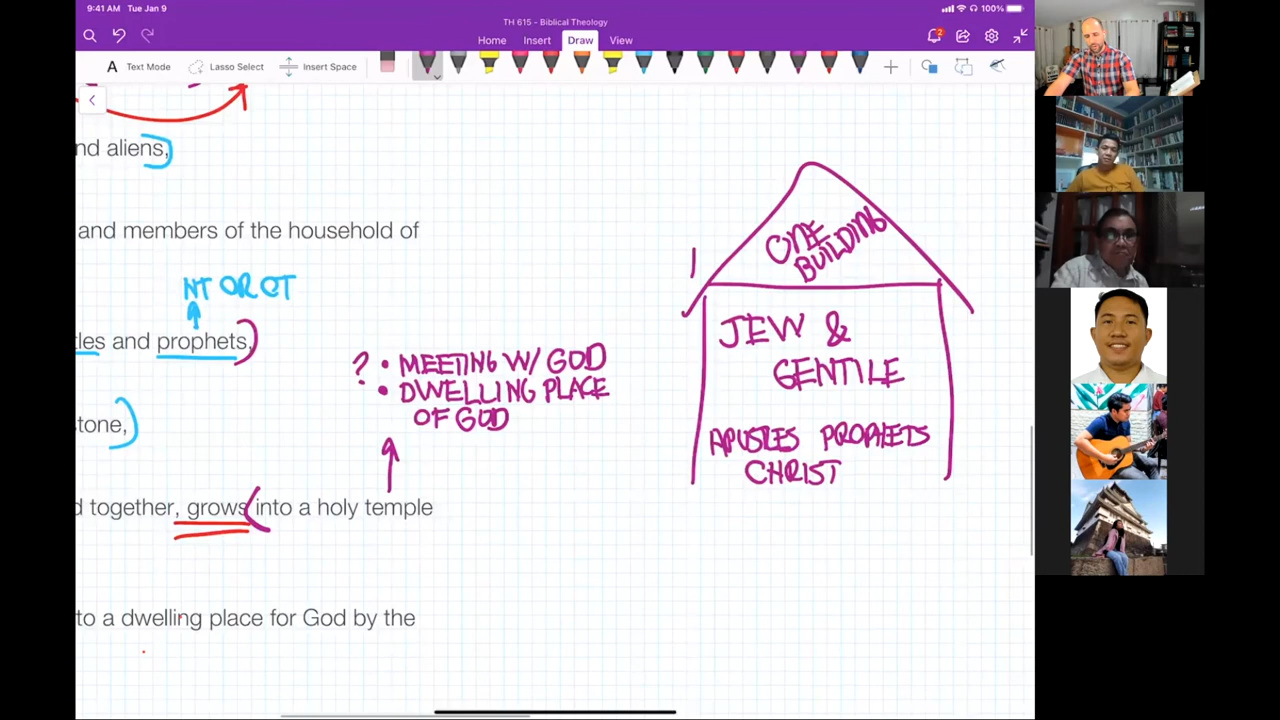 9:41 AM Tue Jan 9
100%
TH 615 - Biblical Theology
Home Insert Draw View
2
A Text Mode Lasso Select Insert Space
nd aliens,
ONE
BUILDING
and members of the household of
NT OR OT
JEW &
GENTILE
tles and prophets,
? • MEETING W/ GOD
• DWELLING PLACE
OF GOD
stone,
APOSTLES PROPHETS
CHRIST
d together, grows into a holy temple
to a dwelling place for God by the